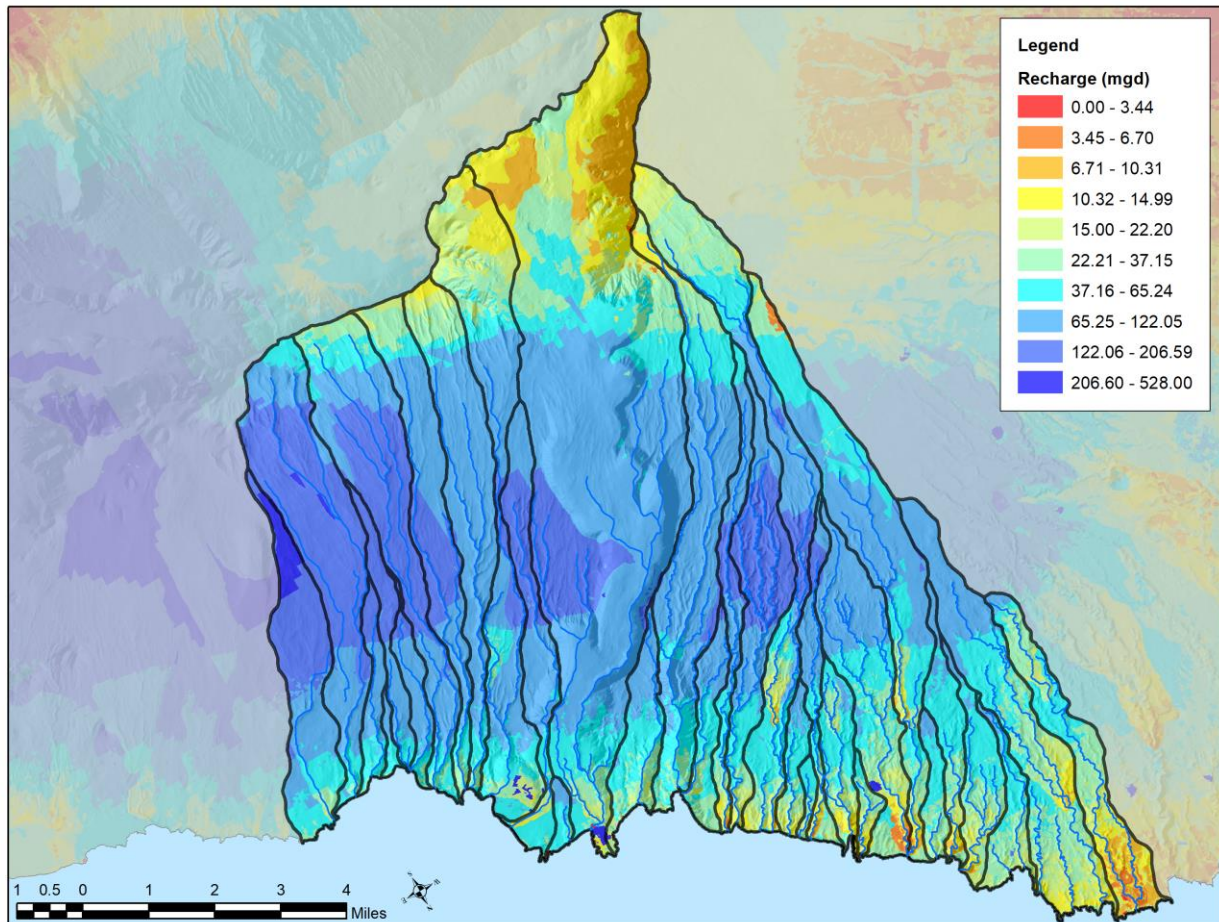 Legend
Recharge (mgd)
0.00 - 3.44
3.45 - 6.70
6.71 - 10.31
10.32 - 14.99
15.00 - 22.20
22.21 - 37.15
37.16 - 65.24
65.25 - 122.05
122.06 - 206.59
206.60 - 528.00
1 0.5 0 1 2 3 4
Miles